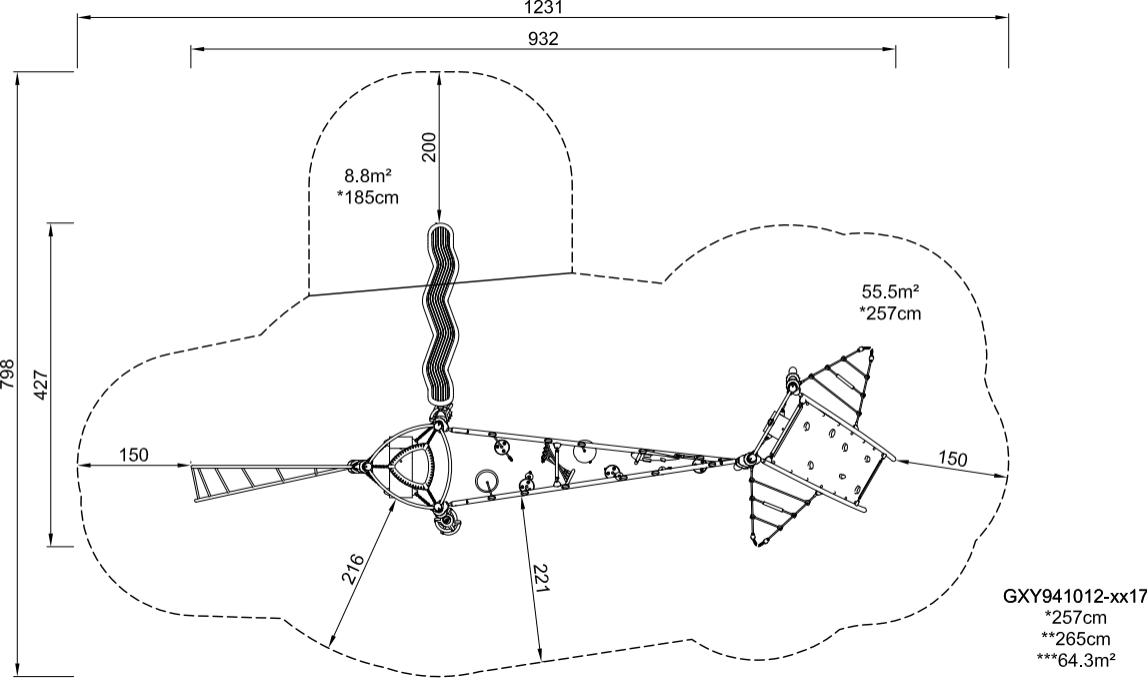 1231
932
200
8.8m²
*185cm
55.5m²
*257cm
798
427
150
150
216
221
GXY941012-xx17
*257cm
**265cm
***64.3m²